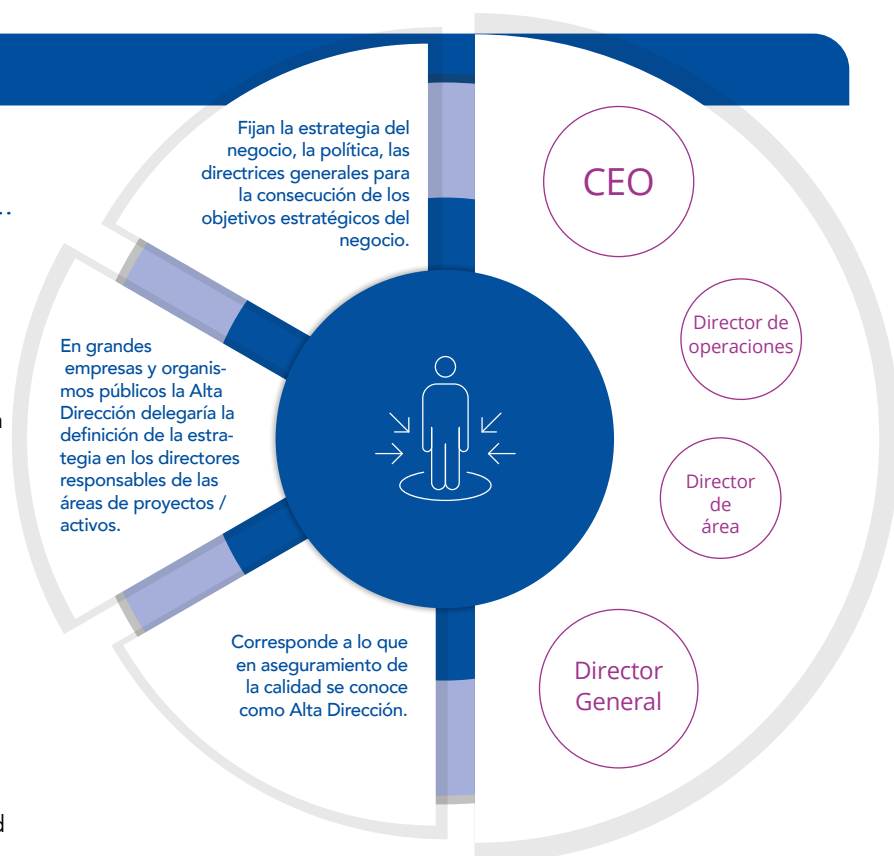 Fijan la estrategia del
negocio, la política, las
directrices generales para
la consecución de los
objetivos estratégicos del
negocio.
En grandes
empresas y organis-
mos públicos la Alta
Dirección delegaría la
definición de la estra-
tegia en los directores
responsables de las
áreas de proyectos /
activos.
Corresponde a lo que
en aseguramiento de
la calidad se conoce
como Alta Dirección.
CEO
Director de
operaciones
Director
de
área
Director
General